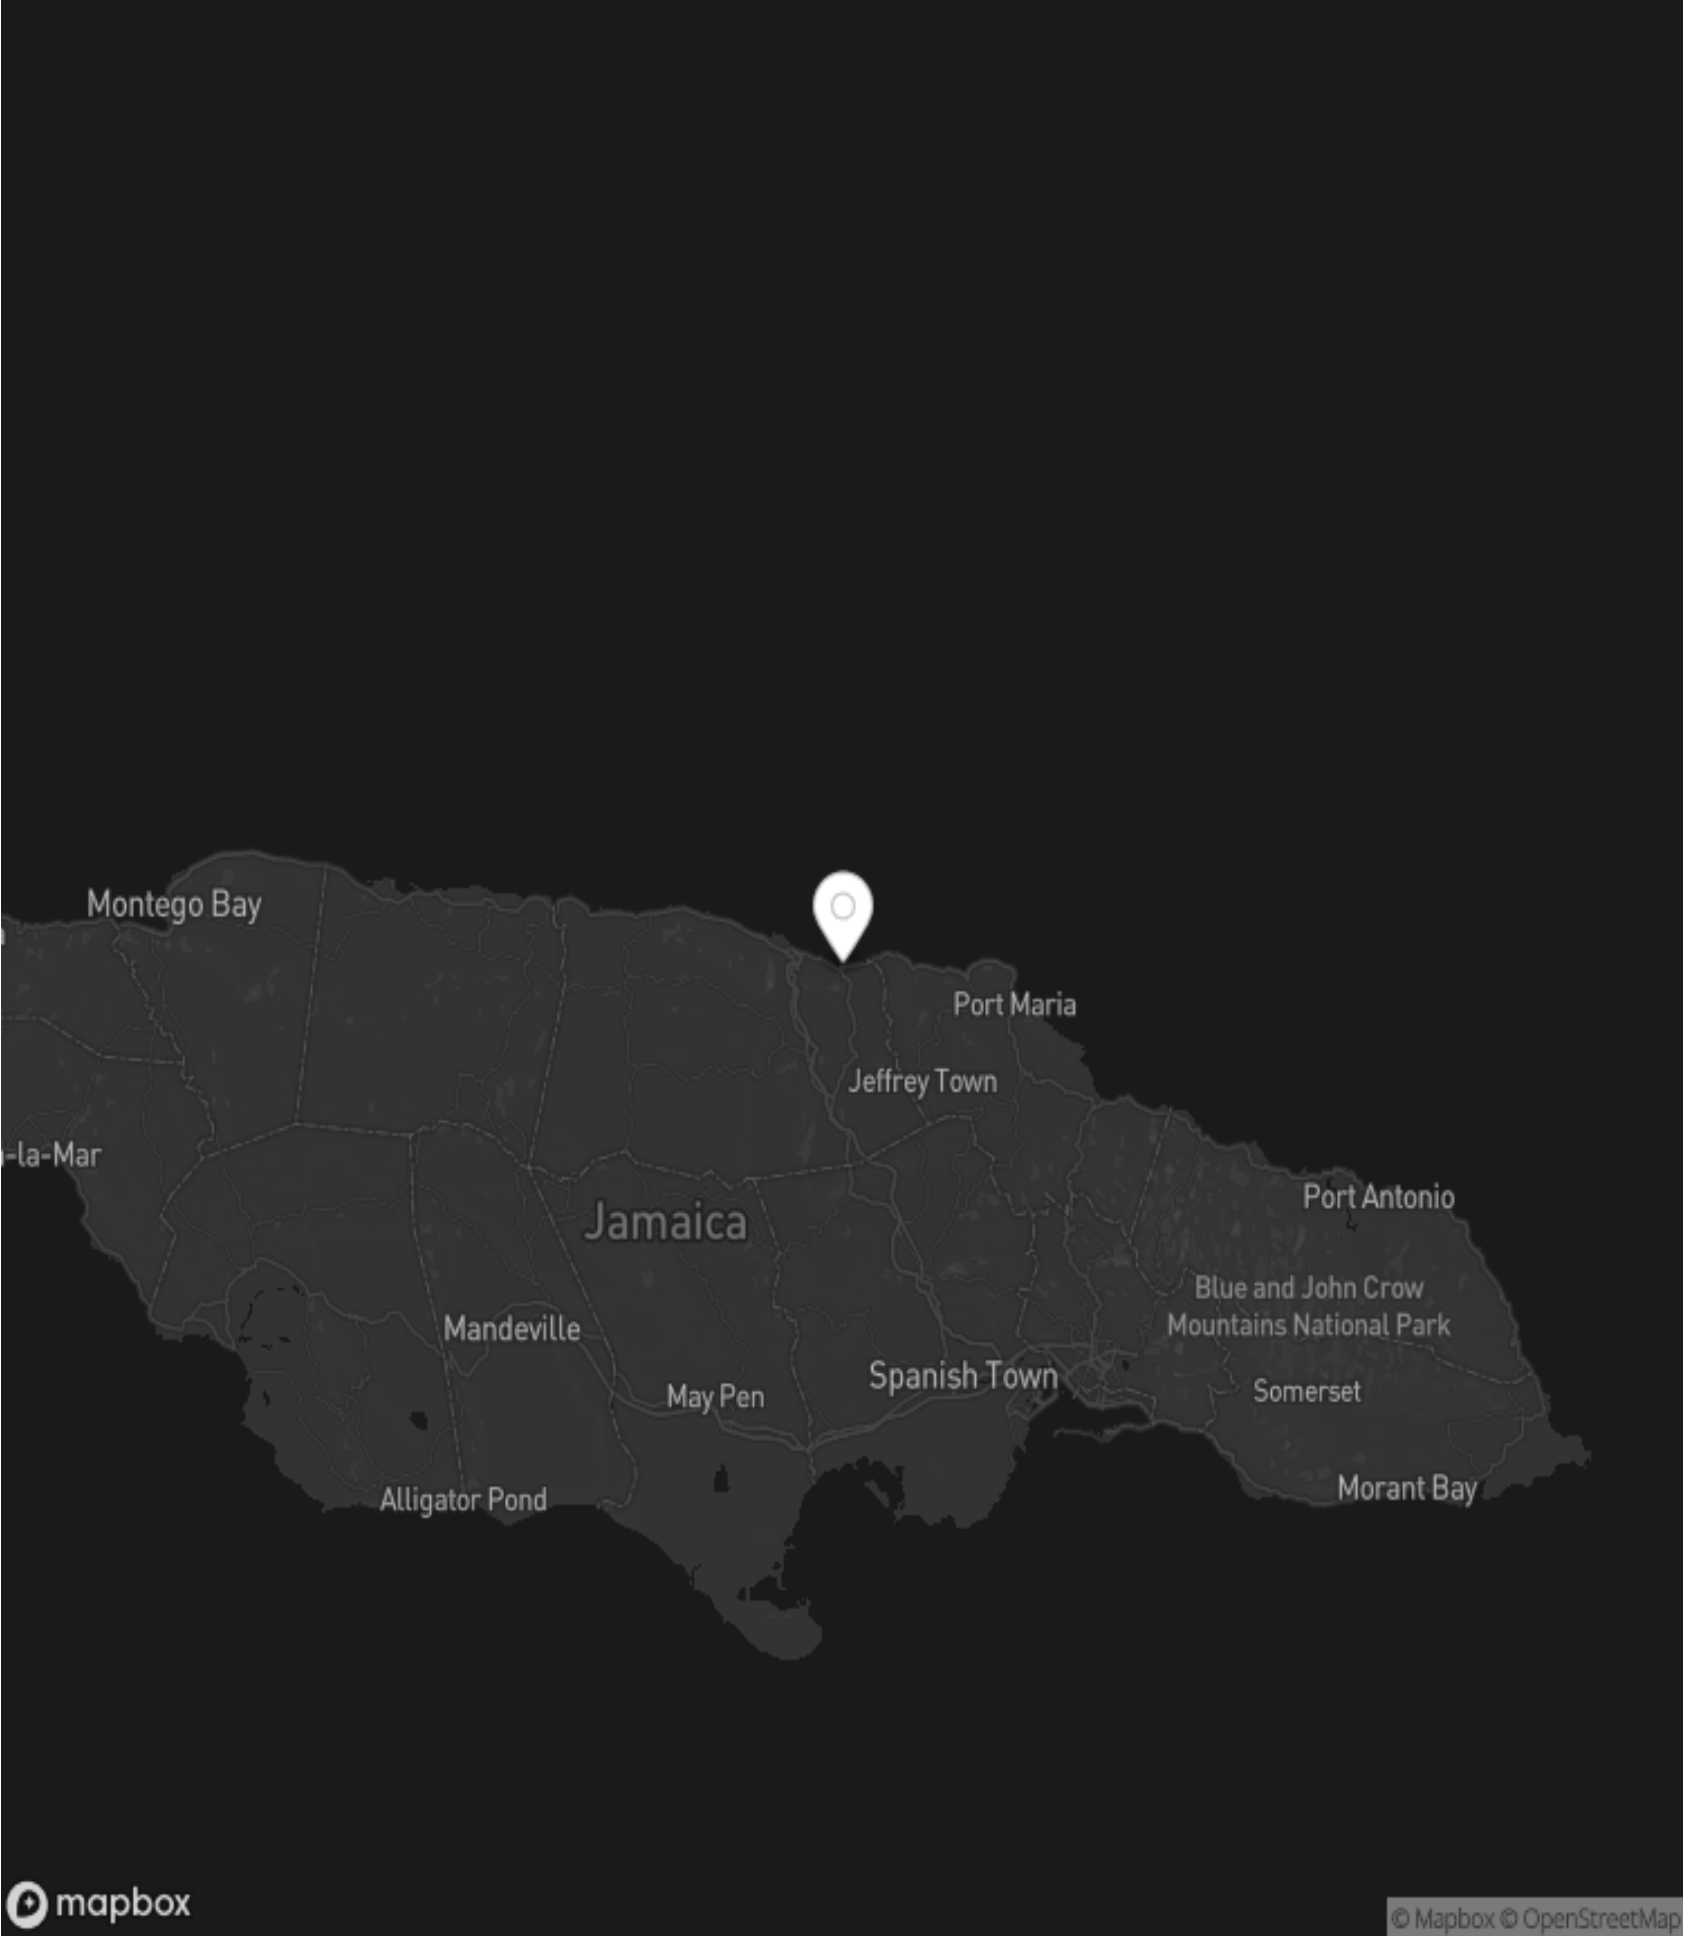 Montego Bay
Port Maria
Jeffrey Town
-la-Mar
Port Antonio
Jamaica
Blue and John Crow
Mountains National Park
Mandeville
Spanish Town
May Pen
Somerset
Morant Bay
Alligator Pond
mapbox
© Mapbox © OpenStreetMap